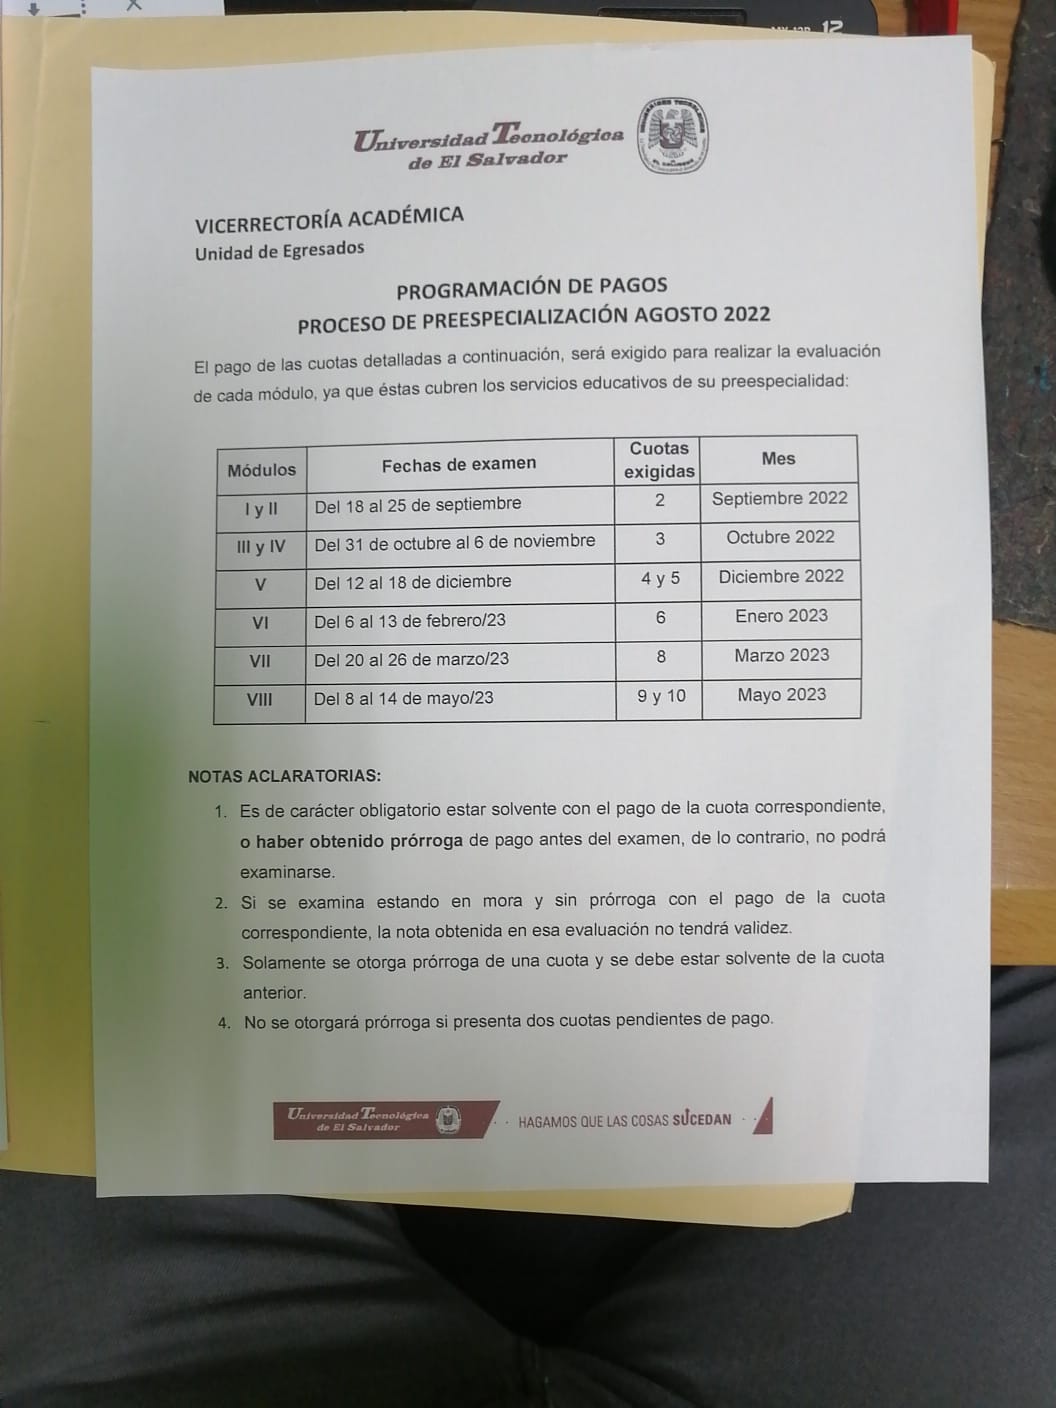 12
Universidad Tecnológica
de El Salvador
VICERRECTORÍA ACADÉMICA
Unidad de Egresados
PROGRAMACIÓN DE PAGOS
PROCESO DE PREESPECIALIZACIÓN AGOSTO 2022
El pago de las cuotas detalladas a continuación, será exigido para realizar la evaluación
de cada módulo, ya que éstas cubren los servicios educativos de su preespecialidad:
Módulos Fechas de examen Cuotas exigidas Mes
I y II Del 18 al 25 de septiembre 2 Septiembre 2022
III y IV Del 31 de octubre al 6 de noviembre 3 Octubre 2022
V Del 12 al 18 de diciembre 4 y 5 Diciembre 2022
VI Del 6 al 13 de febrero/23 6 Enero 2023
VII Del 20 al 26 de marzo/23 8 Marzo 2023
VIII Del 8 al 14 de mayo/23 9 y 10 Mayo 2023
NOTAS ACLARATORIAS:
1. Es de carácter obligatorio estar solvente con el pago de la cuota correspondiente,
o haber obtenido prórroga de pago antes del examen, de lo contrario, no podrá
examinarse.
2. Si se examina estando en mora y sin prórroga con el pago de la cuota
correspondiente, la nota obtenida en esa evaluación no tendrá validez.
3. Solamente se otorga prórroga de una cuota y se debe estar solvente de la cuota
anterior.
4. No se otorgará prórroga si presenta dos cuotas pendientes de pago.
Universidad Tecnológica
de El Salvador
HAGAMOS QUE LAS COSAS SUCEDAN